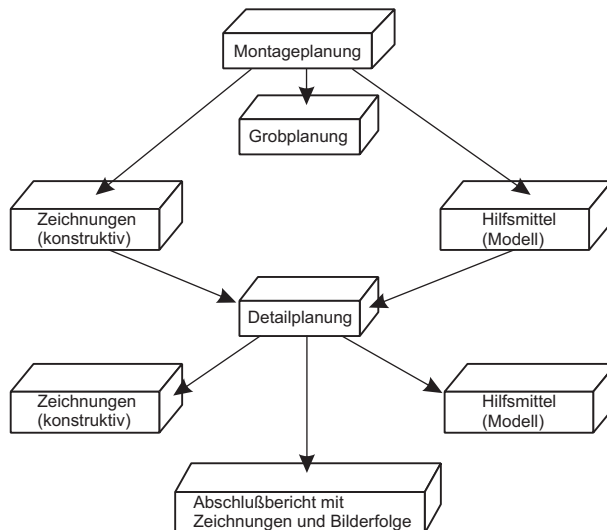 Montageplanung
Grobplanung
Zeichnungen
(konstruktiv)
Hilfsmittel
(Modell)
Detailplanung
Zeichnungen
(konstruktiv)
Hilfsmittel
(Modell)
Abschlußbericht mit
Zeichnungen und Bilderfolge